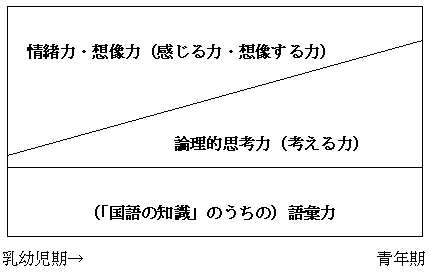 情緒力・想像力（感じる力・想像する力）
論理的思考力（考える力）
（「国語の知識」のうちの）語彙力
乳幼児期→
青年期